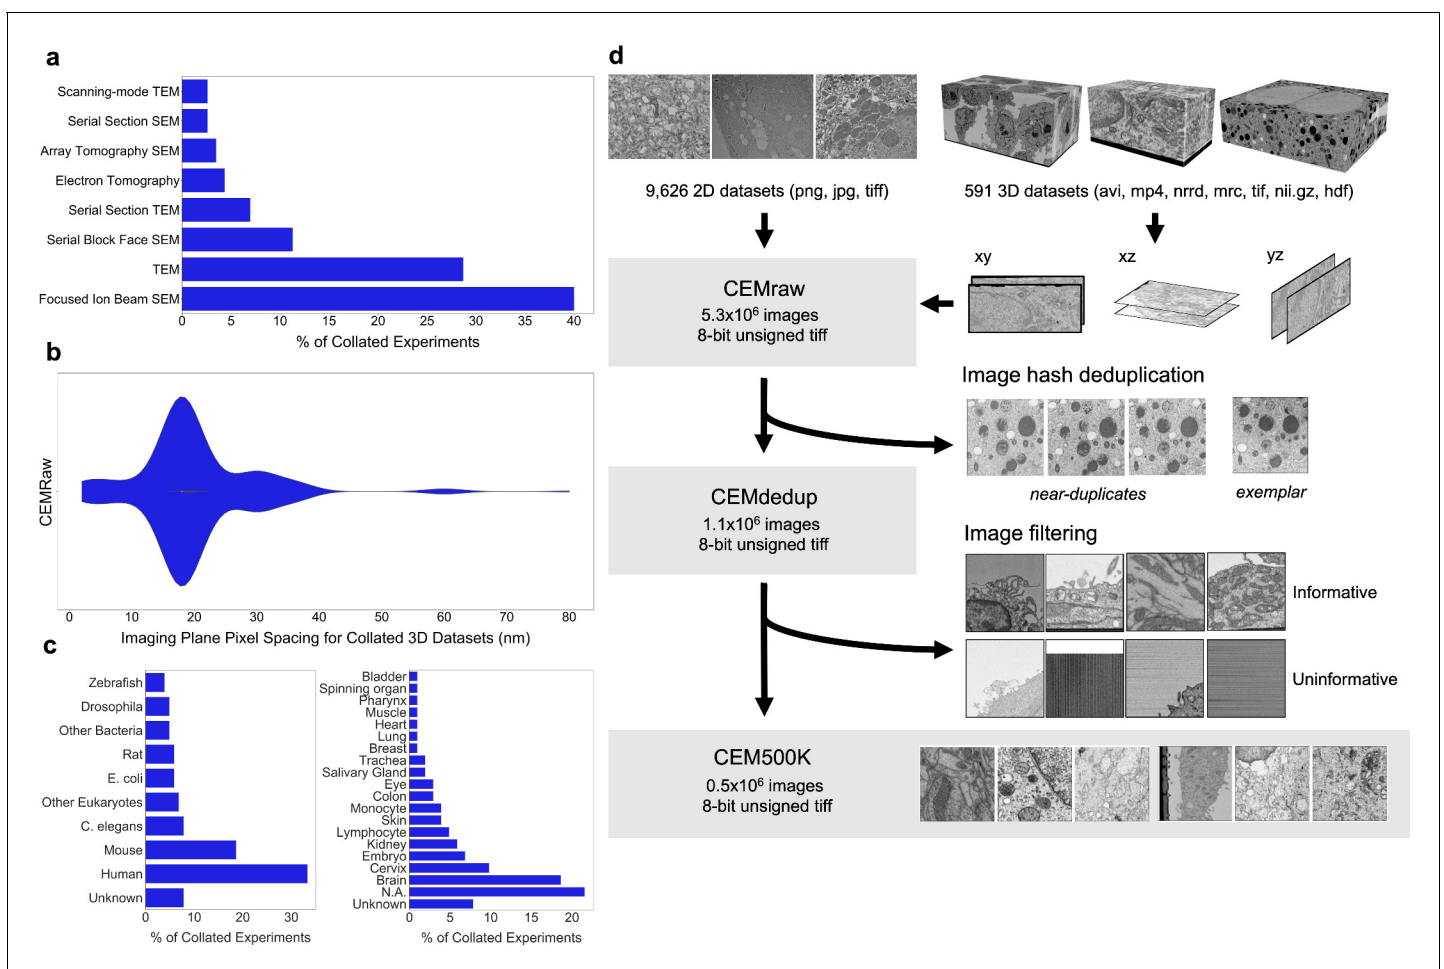 a
Scanning-mode TEM
Serial Section SEM
Array Tomography SEM
Electron Tomography
Serial Section TEM
Serial Block Face SEM
TEM
Focused Ion Beam SEM
0 5 10 15 20 25 30 35 40
% of Collated Experiments
b
CEMRaw
0 10 20 30 40 50 60 70 80
Imaging Plane Pixel Spacing for Collated 3D Datasets (nm)
c
Zebrafish
Drosophila
Other Bacteria
Rat
E. coli
Other Eukaryotes
C. elegans
Mouse
Human
Unknown
0 10 20 30
% of Collated Experiments
Bladder
Spinning organ
Pharynx
Muscle
Heart
Lung
Breast
Trachea
Salivary Gland
Eye
Colon
Monocyte
Skin
Lymphocyte
Kidney
Embryo
Cervix
Brain
N.A.
Unknown
0 5 10 15 20
% of Collated Experiments
d
9,626 2D datasets (png, jpg, tiff)
591 3D datasets (avi, mp4, nrrd, mrc, tif, nii.gz, hdf)
xy xz yz
CEMraw
5.3x10⁶ images
8-bit unsigned tiff
Image hash deduplication
near-duplicates exemplar
CEMdedup
1.1x10⁶ images
8-bit unsigned tiff
Image filtering
Informative
Uninformative
CEM500K
0.5x10⁶ images
8-bit unsigned tiff